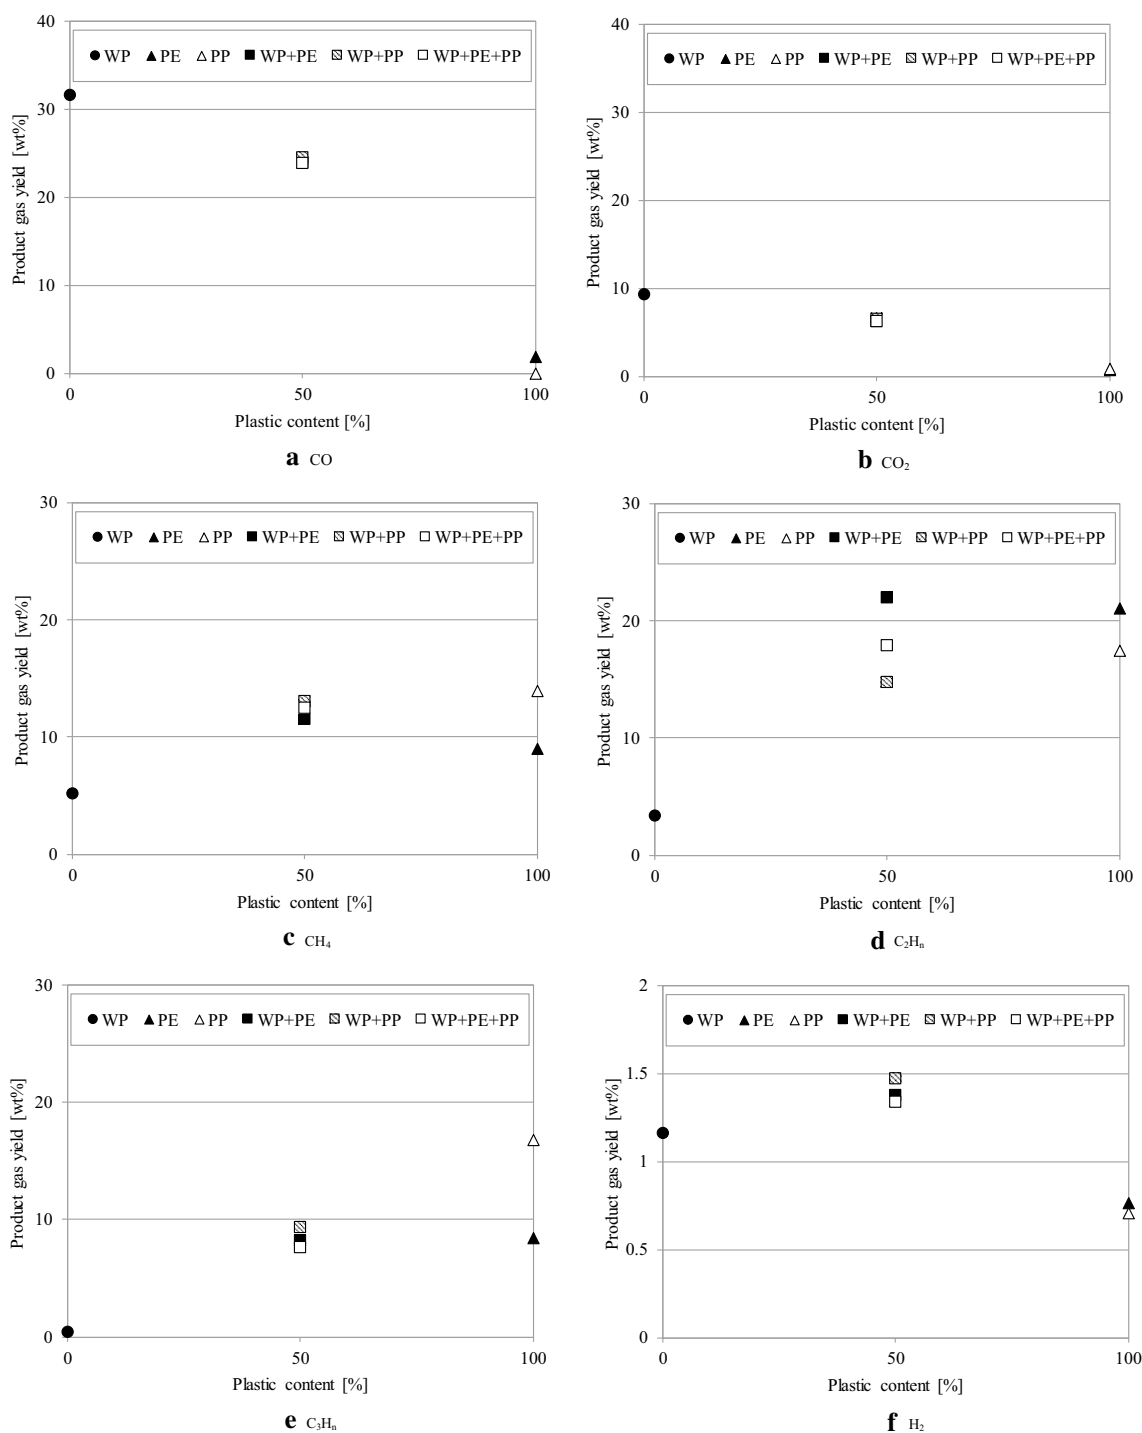 40
WP PE PP WP+PE WP+PP WP+PE+PP
30
20
10
0
0 50 100
Product gas yield [wt%]
Plastic content [%]
a CO
40
WP PE PP WP+PE WP+PP WP+PE+PP
30
20
10
0
0 50 100
Product gas yield [wt%]
Plastic content [%]
b CO₂
30
WP PE PP WP+PE WP+PP WP+PE+PP
20
10
0
0 50 100
Product gas yield [wt%]
Plastic content [%]
c CH₄
30
WP PE PP WP+PE WP+PP WP+PE+PP
20
10
0
0 50 100
Product gas yield [wt%]
Plastic content [%]
d C₂Hₙ
30
WP PE PP WP+PE WP+PP WP+PE+PP
20
10
0
0 50 100
Product gas yield [wt%]
Plastic content [%]
e C₃Hₙ
2
WP PE PP WP+PE WP+PP WP+PE+PP
1.5
1
0.5
0
0 50 100
Product gas yield [wt%]
Plastic content [%]
f H₂